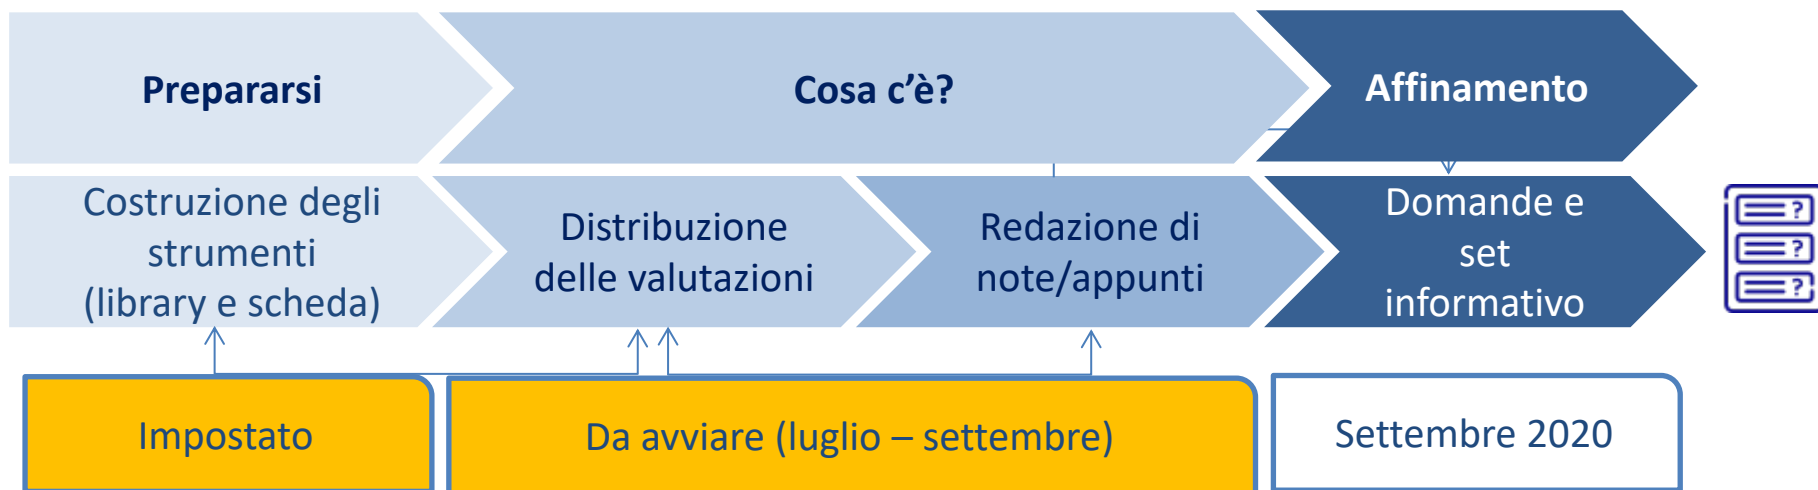 Prepararsi
Cosa c'è?
Affinamento
Costruzione degli
strumenti
(library e scheda)
Distribuzione
delle valutazioni
Redazione di
note/appunti
Domande e
set
informativo
?
?
?
Impostato
Da avviare (luglio – settembre)
Settembre 2020